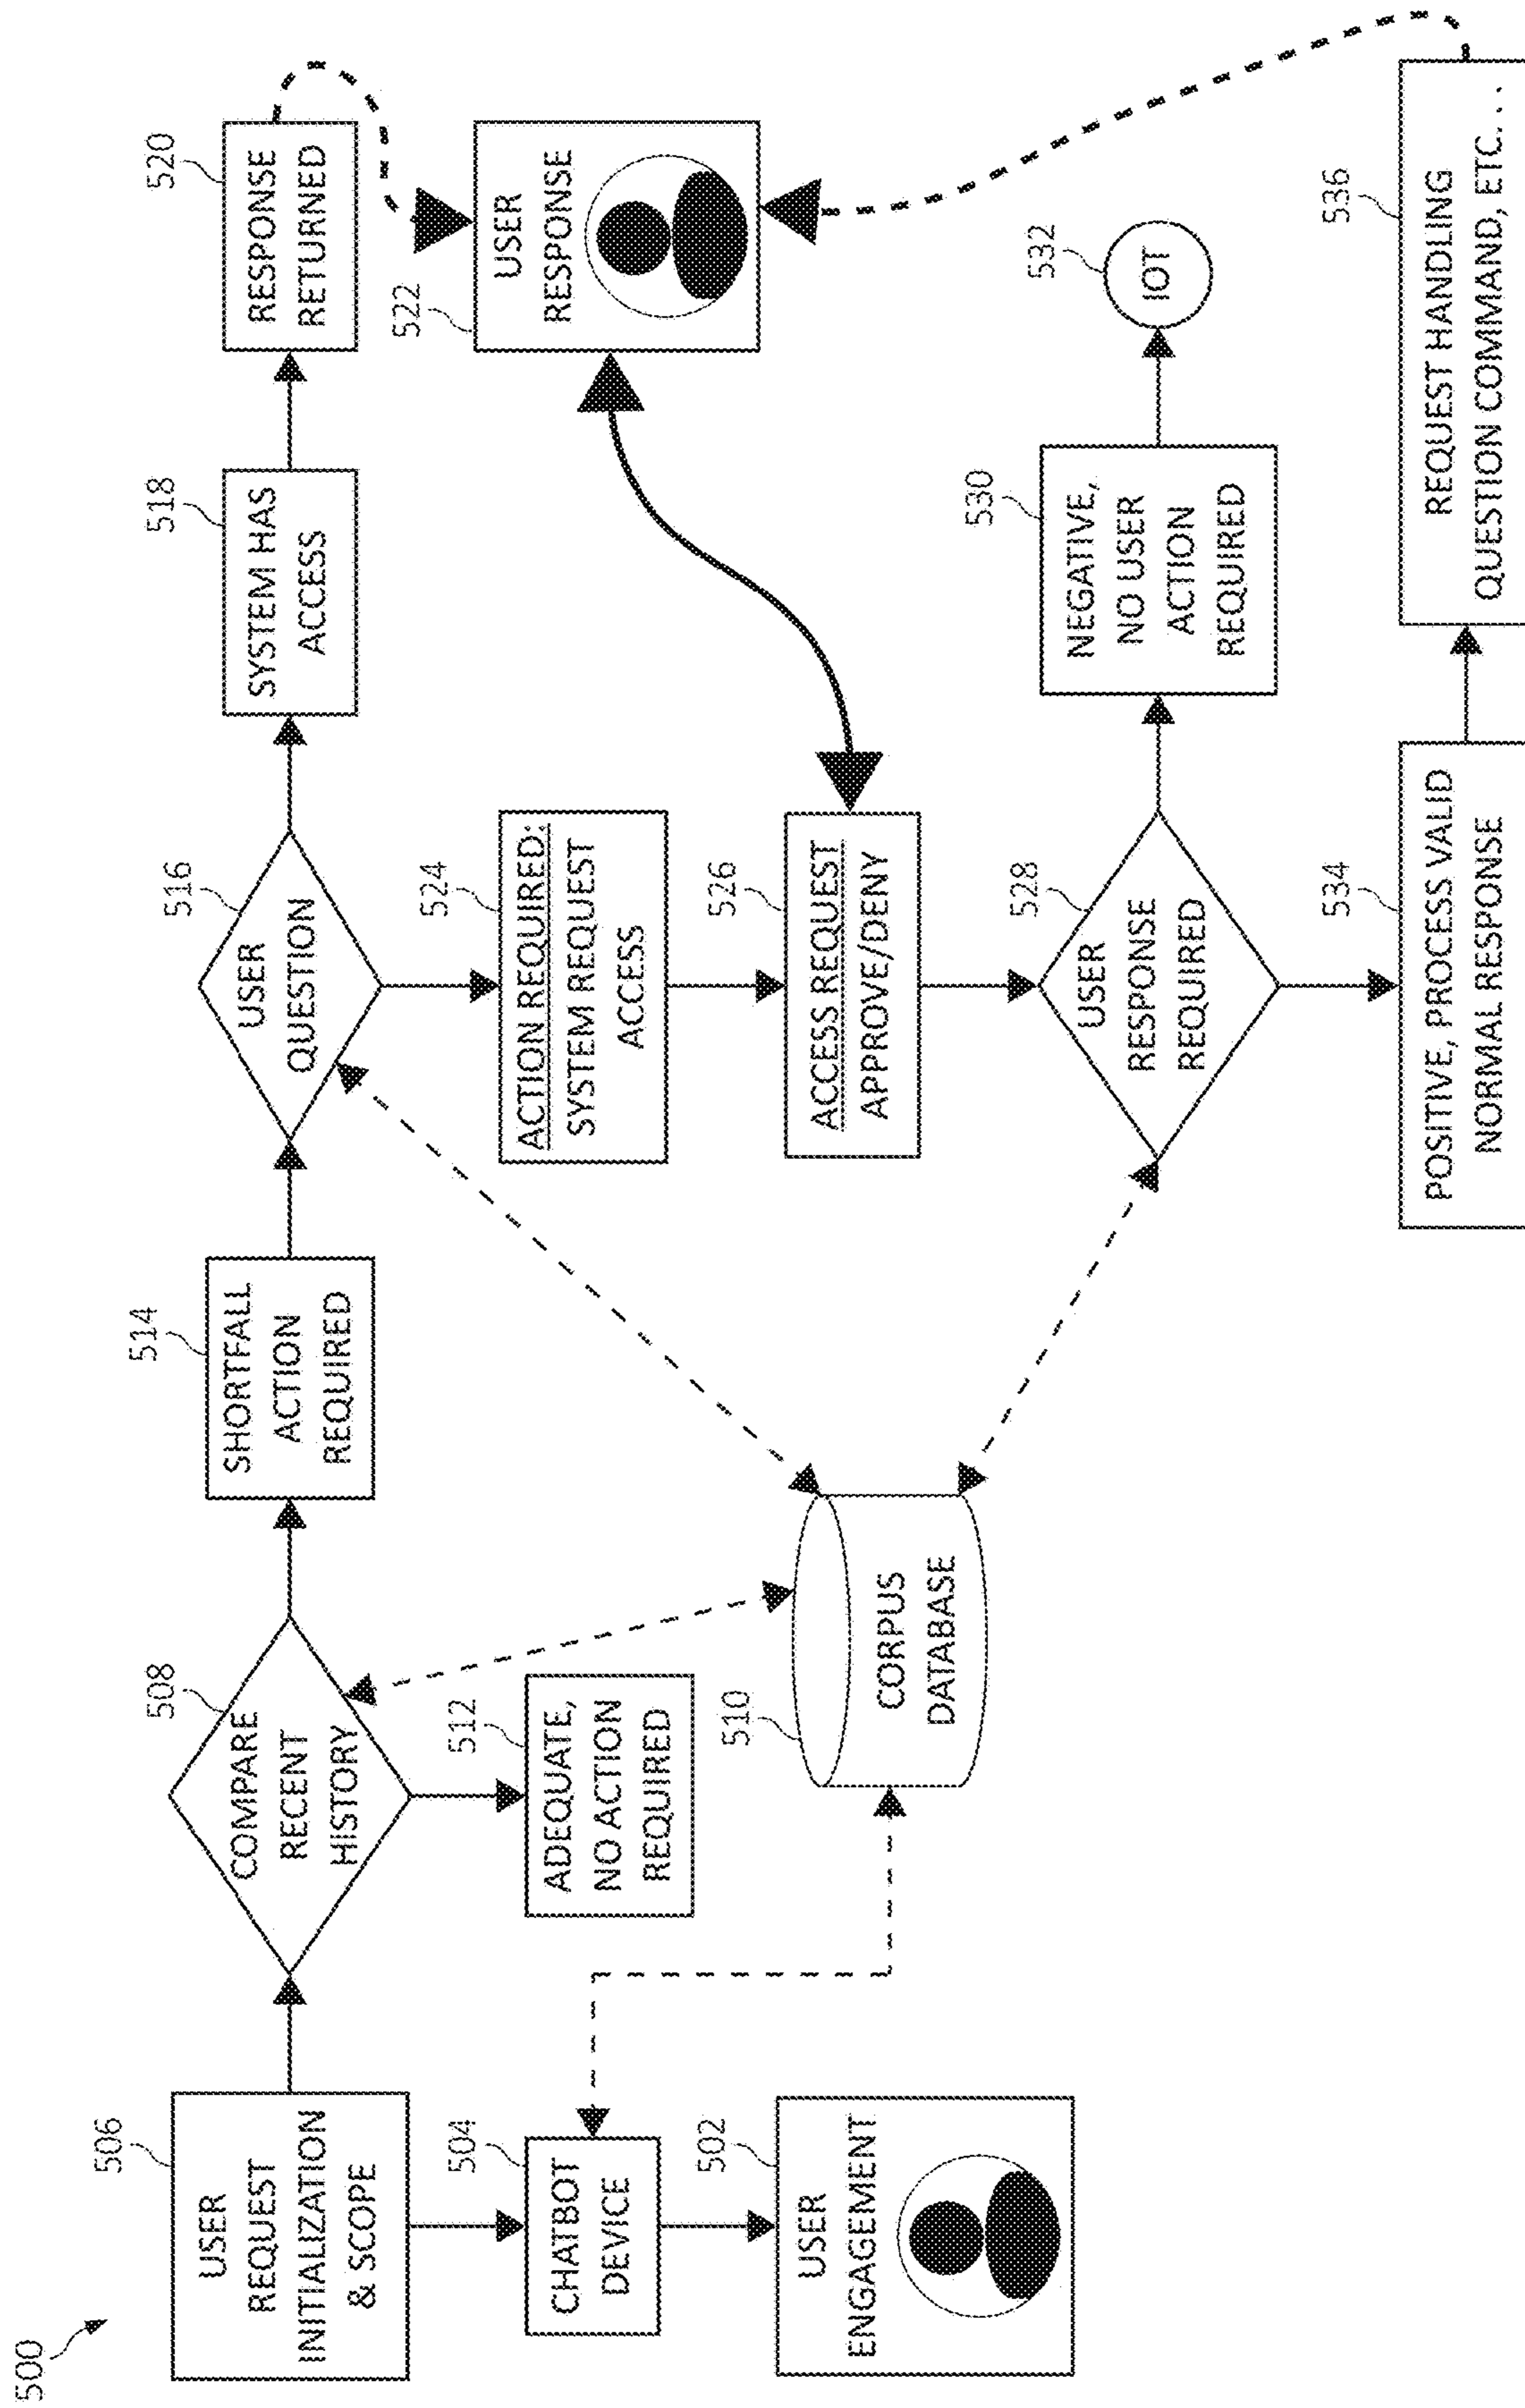 500
506
USER
REQUEST
INITIALIZATION
& SCOPE
504
CHATBOT
DEVICE
502
USER
ENGAGEMENT
508
COMPARE
RECENT
HISTORY
512
ADEQUATE,
NO ACTION
REQUIRED
510
CORPUS
DATABASE
514
SHORTFALL
ACTION
REQUIRED
516
USER
QUESTION
518
SYSTEM HAS
ACCESS
520
RESPONSE
RETURNED
522
USER
RESPONSE
524
ACTION REQUIRED:
SYSTEM REQUEST
ACCESS
526
ACCESS REQUEST
APPROVE/DENY
528
USER
RESPONSE
REQUIRED
530
NEGATIVE,
NO USER
ACTION
REQUIRED
532
IOT
534
POSITIVE, PROCESS VALID
NORMAL RESPONSE
536
REQUEST HANDLING
QUESTION COMMAND, ETC...